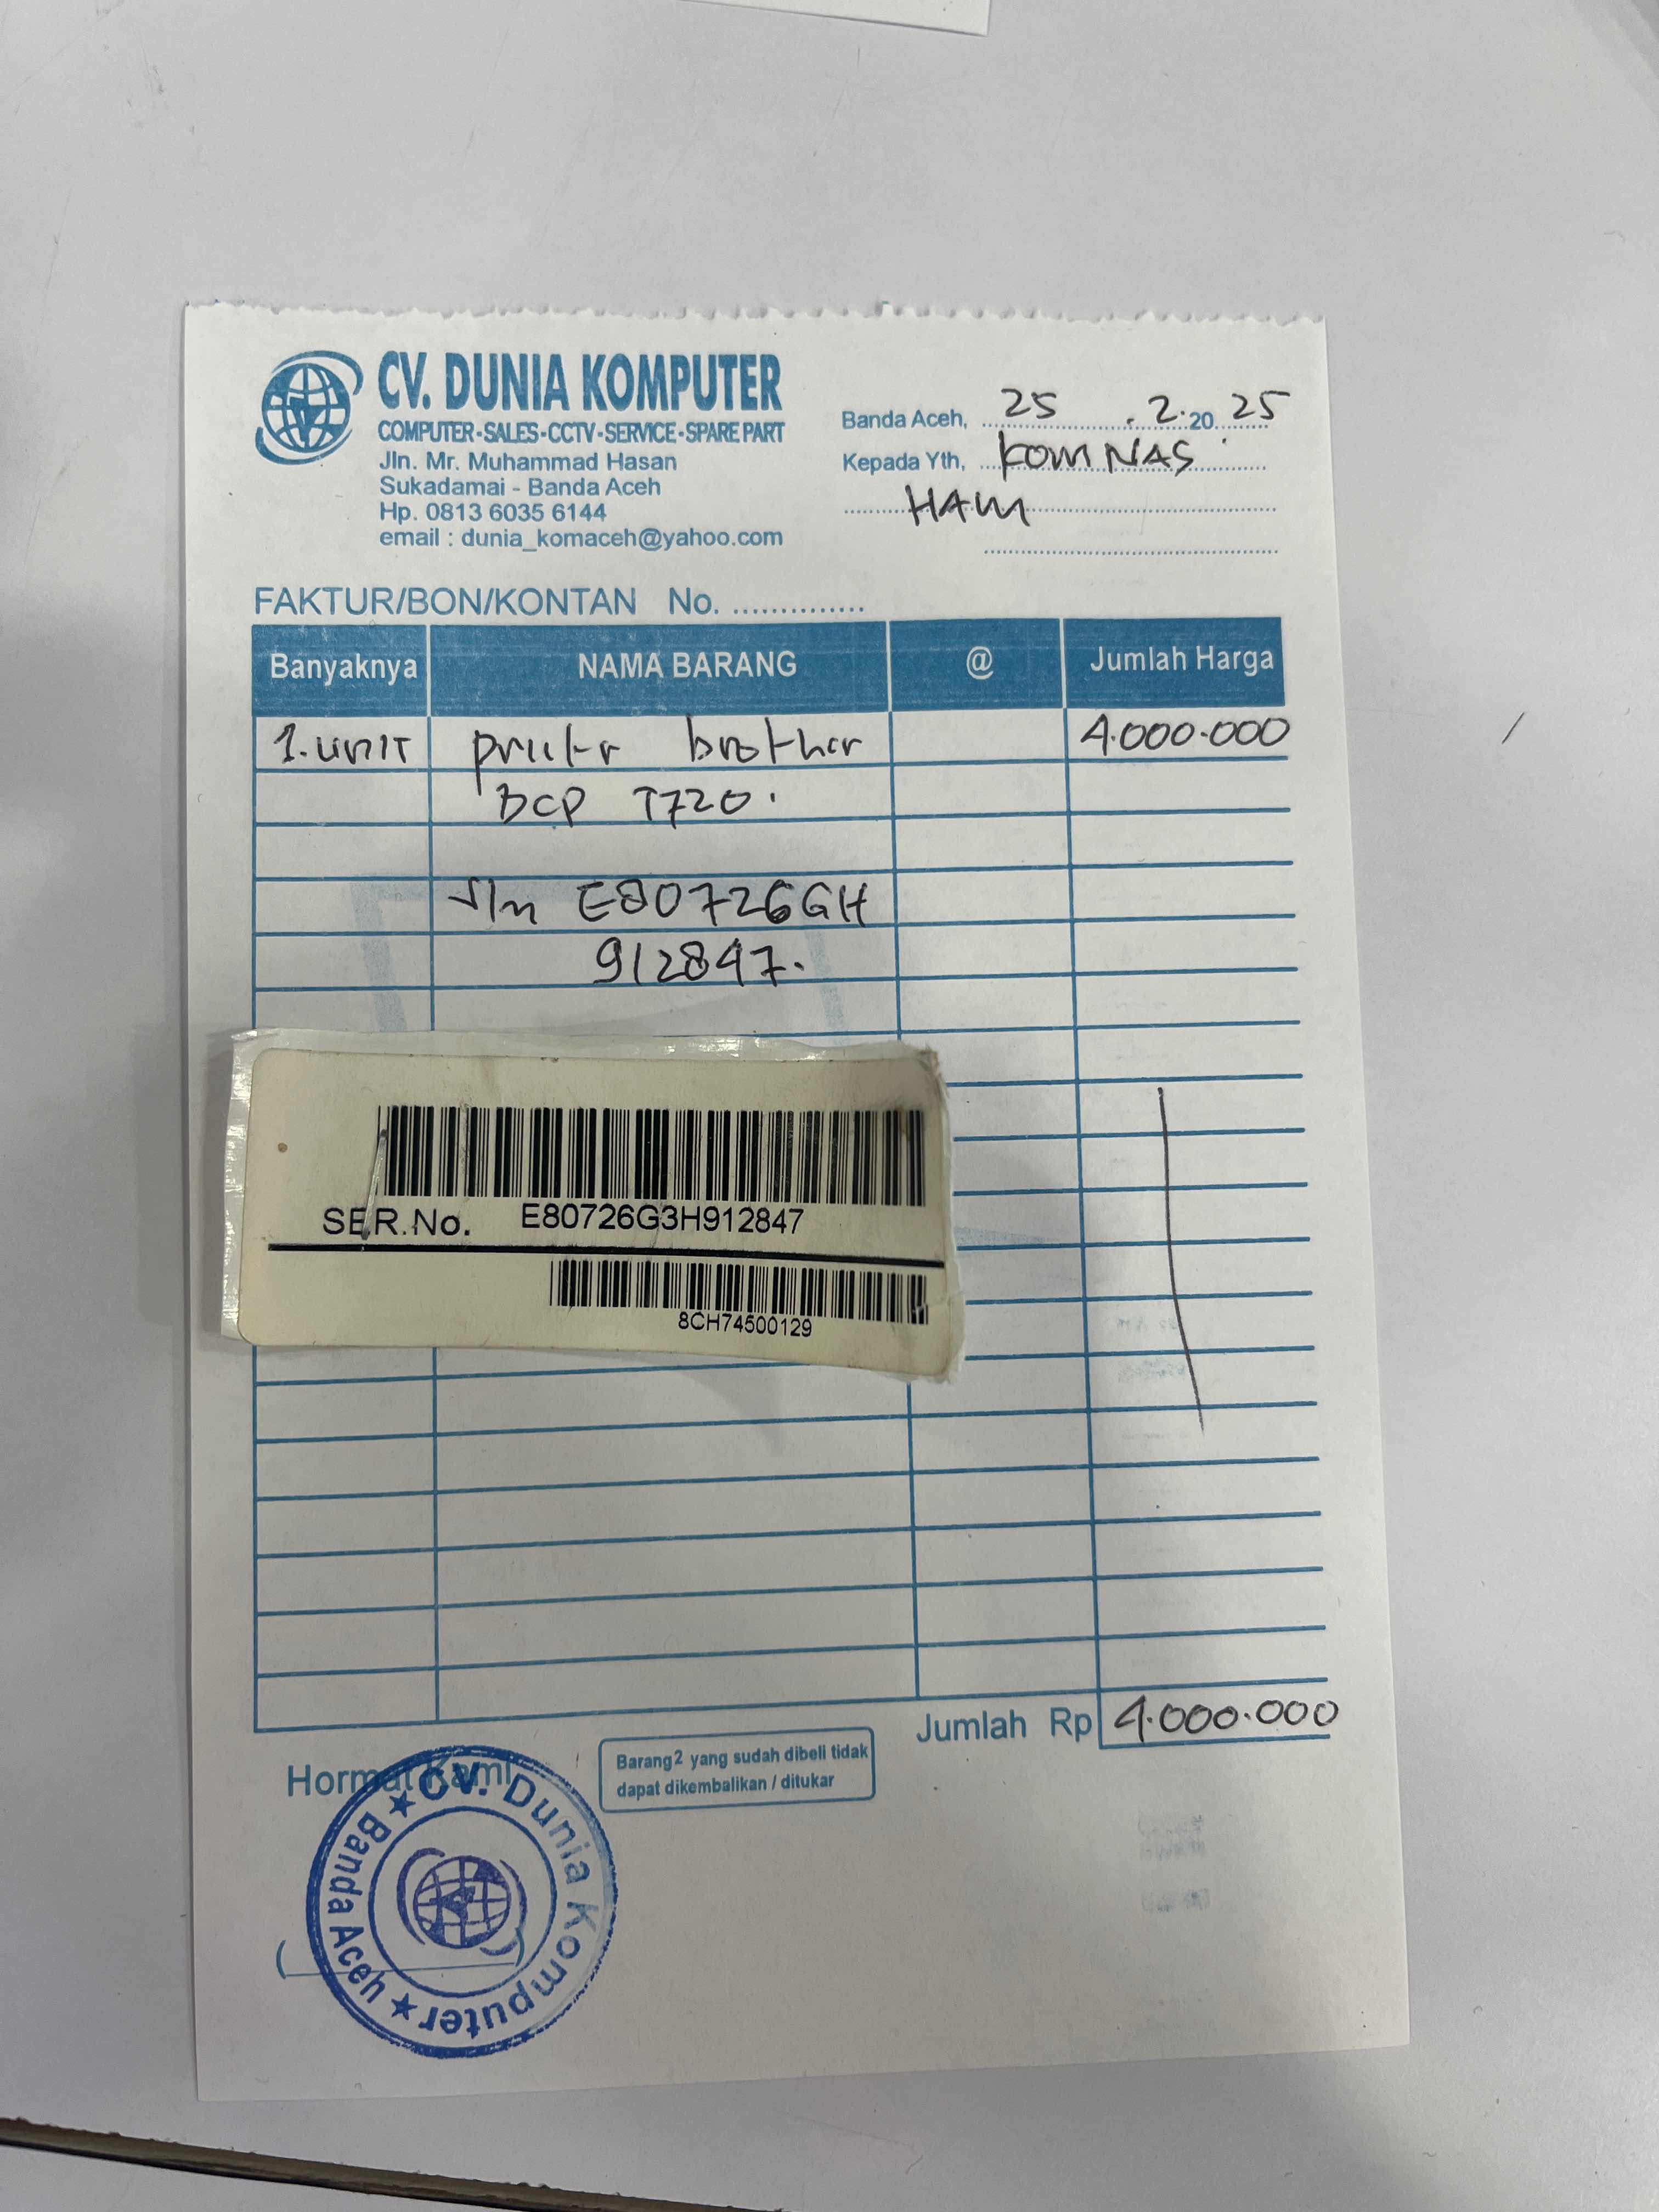 CV. DUNIA KOMPUTER
COMPUTER-SALES-CCTV-SERVICE-SPARE PART
Jln. Mr. Muhammad Hasan
Sukadamai - Banda Aceh
Hp. 0813 6035 6144
email : dunia_komaceh@yahoo.com
Banda Aceh, 25 . 2. 20 25
Kepada Yth, KOMNAS
HAM
FAKTUR/BON/KONTAN No. ..............
Banyaknya NAMA BARANG @ Jumlah Harga
1. unit printr brother 4.000.000
DCP T720.
S/n E80726GH
912847.
SER.No. E80726G3H912847
8CH74500129
Jumlah Rp 4.000.000
Hormat Kami
Barang2 yang sudah dibeli tidak
dapat dikembalikan / ditukar
CV. Dunia Komputer
Banda Aceh